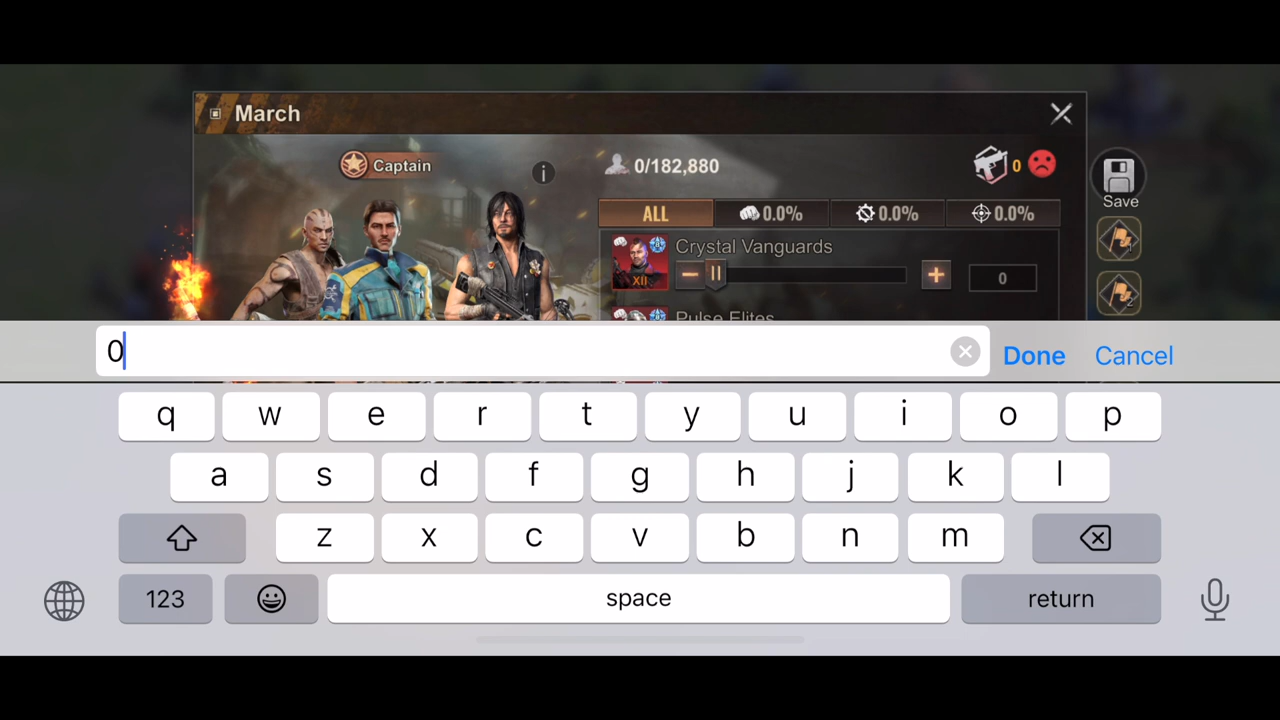 March
Captain
i
0/182,880
0
Save
ALL
0.0%
0.0%
0.0%
Crystal Vanguards
XII
0
Pulse Elites
2
0
Done
Cancel
q w e r t y u i o p
a s d f g h j k l
z x c v b n m
123
space
return